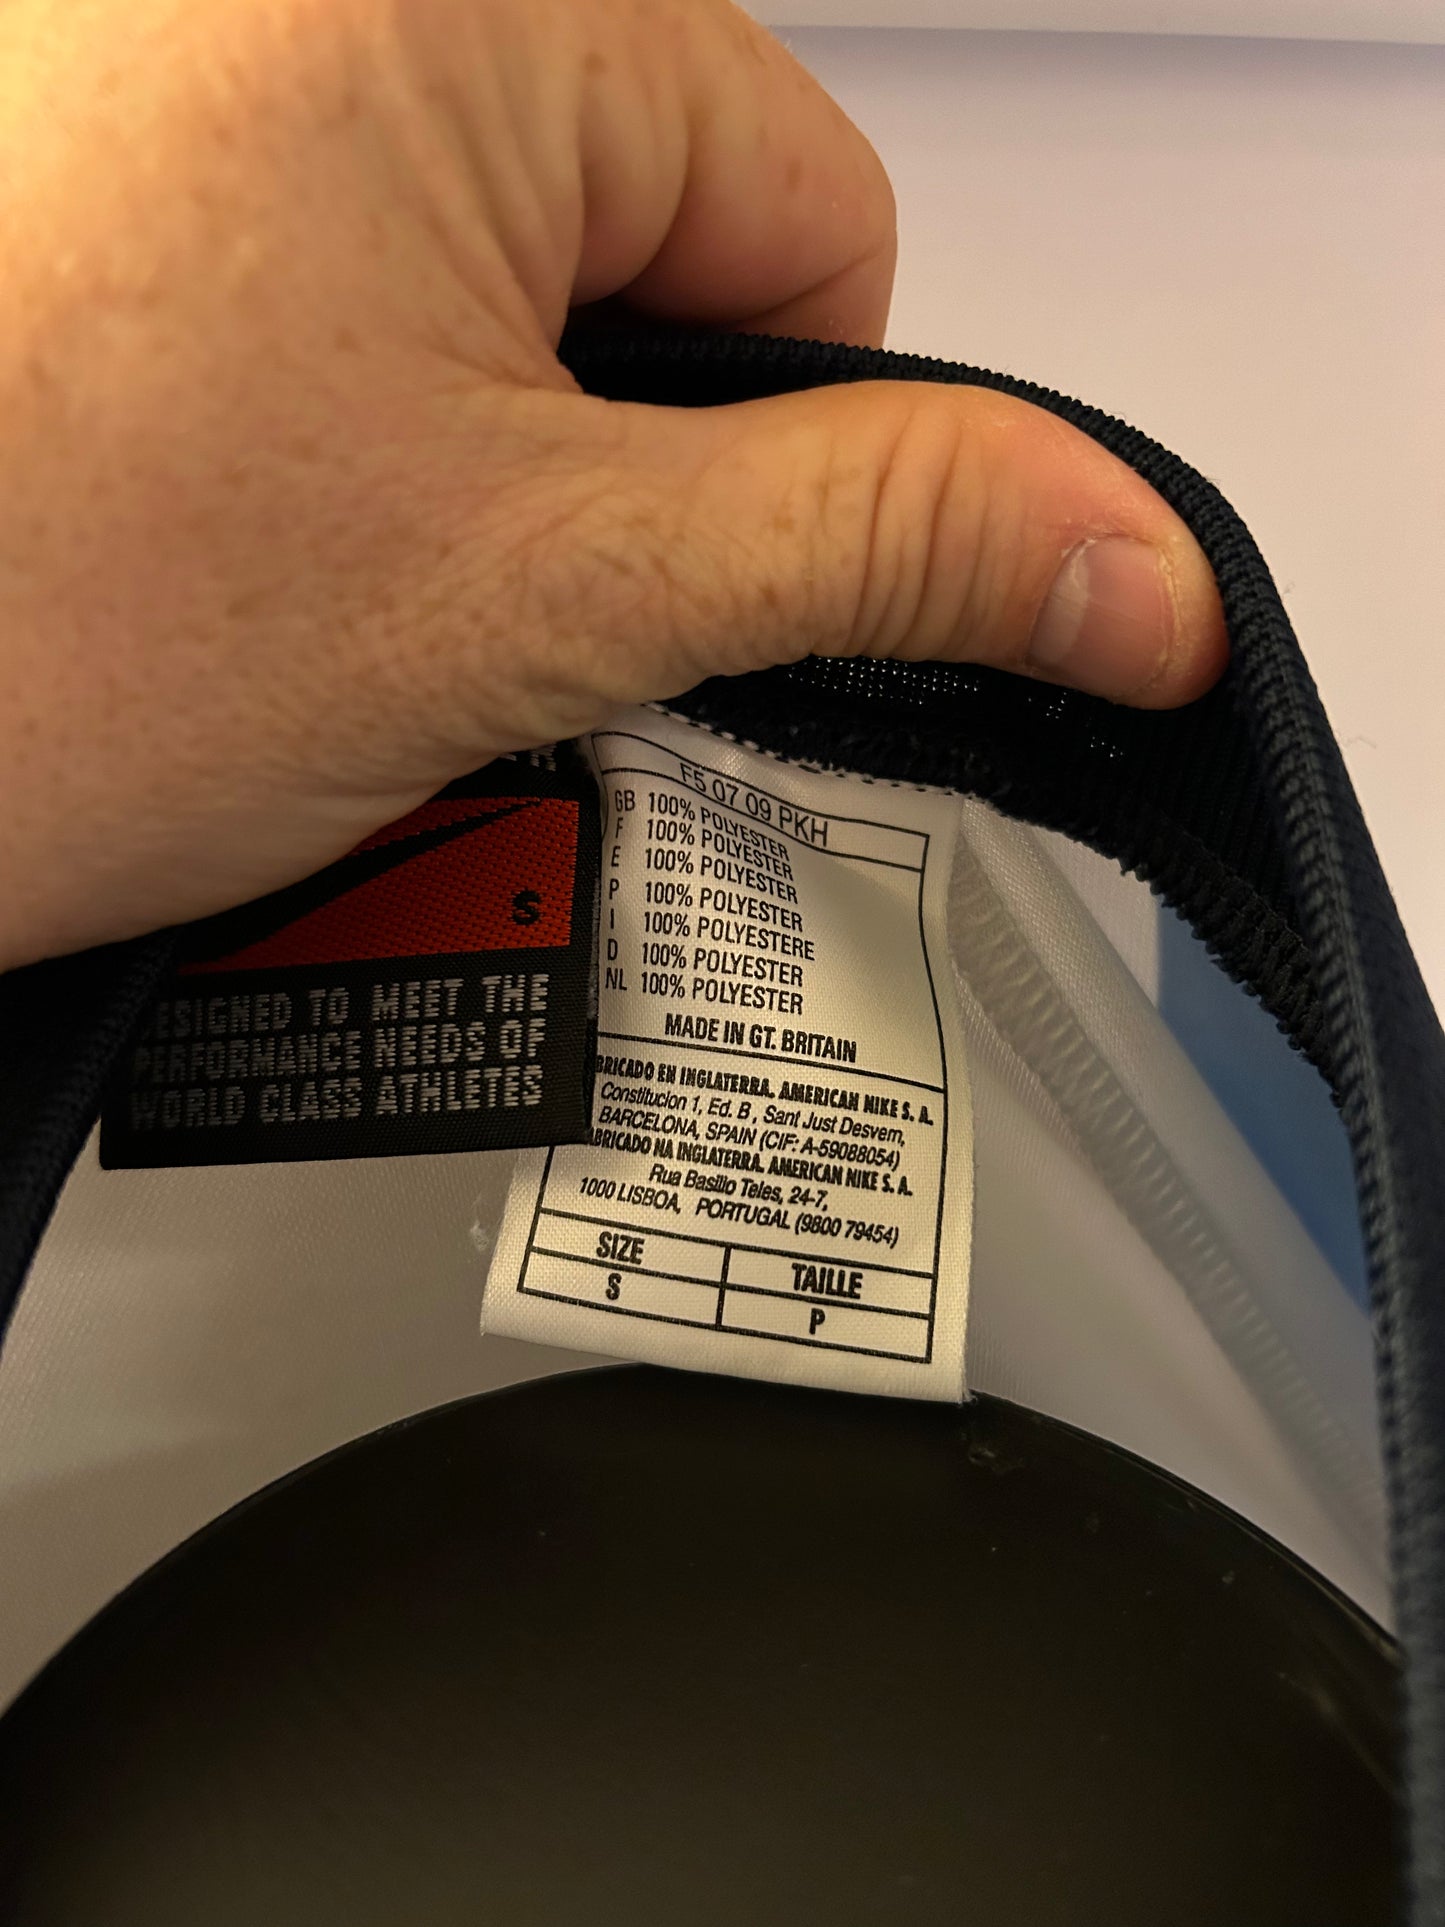 S
DESIGNED TO MEET THE
PERFORMANCE NEEDS OF
WORLD CLASS ATHLETES
F5 07 09 PKH
GB 100% POLYESTER
F 100% POLYESTER
E 100% POLYESTER
P 100% POLYESTER
I 100% POLYESTERE
D 100% POLYESTER
NL 100% POLYESTER
MADE IN GT. BRITAIN
BRICADO EN INGLATERRA. AMERICAN NIKE S. A.
Constitucion 1, Ed. B, Sant Just Desvern,
BARCELONA, SPAIN (CIF: A-59088054)
ABRICADO NA INGLATERRA. AMERICAN NIKE S. A.
Rua Basilio Teles, 24-7,
1000 LISBOA, PORTUGAL (9800 79454)
SIZE TAILLE
S P